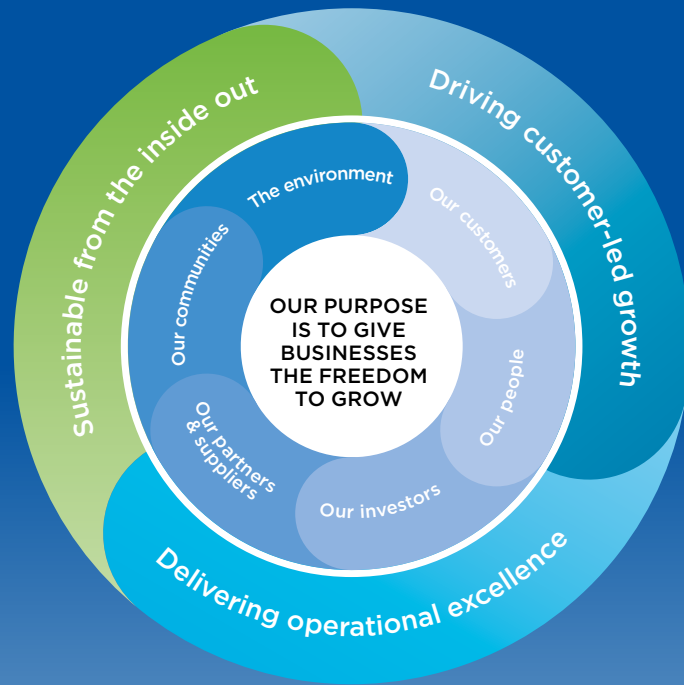 Sustainable from the inside out
Driving customer-led growth
Delivering operational excellence
The environment
Our customers
Our people
Our investors
Our partners
& suppliers
Our communities
OUR PURPOSE
IS TO GIVE
BUSINESSES
THE FREEDOM
TO GROW